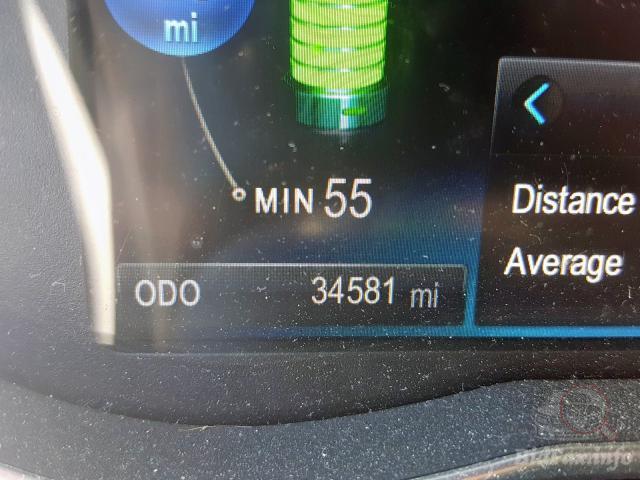 mi
MIN 55
Distance
Average
ODO 34581 mi